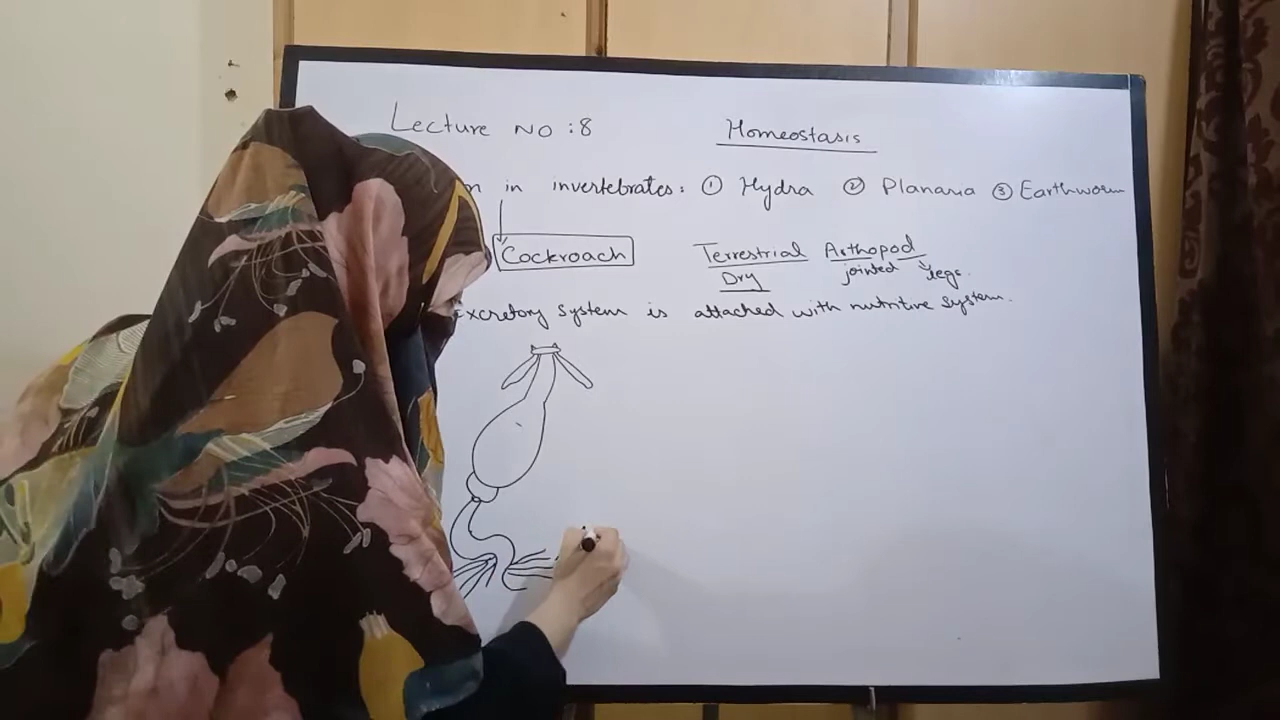 Lecture NO :8
Homeostasis
in invertebrates: ① Hydra ② Planaria ③ Earthworm
Cockroach
Terrestrial Arthopod
Dry
jointed legs.
Excretory System is attached with nutritive system.